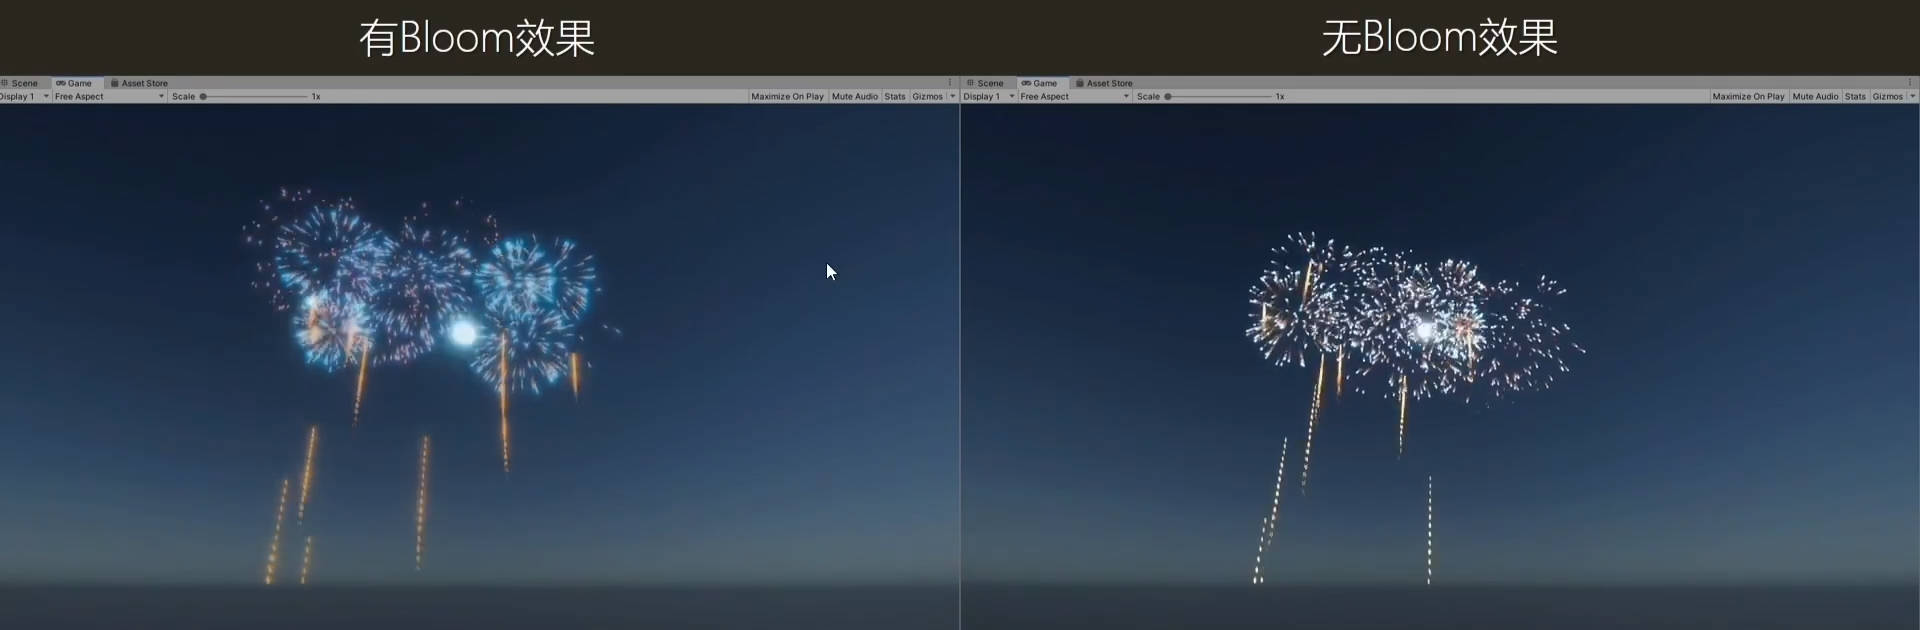 有Bloom效果
无Bloom效果
Scene Game Asset Store
Display 1 Free Aspect Scale 1x Maximize On Play Mute Audio Stats Gizmos
Scene Game Asset Store
Display 1 Free Aspect Scale 1x Maximize On Play Mute Audio Stats Gizmos